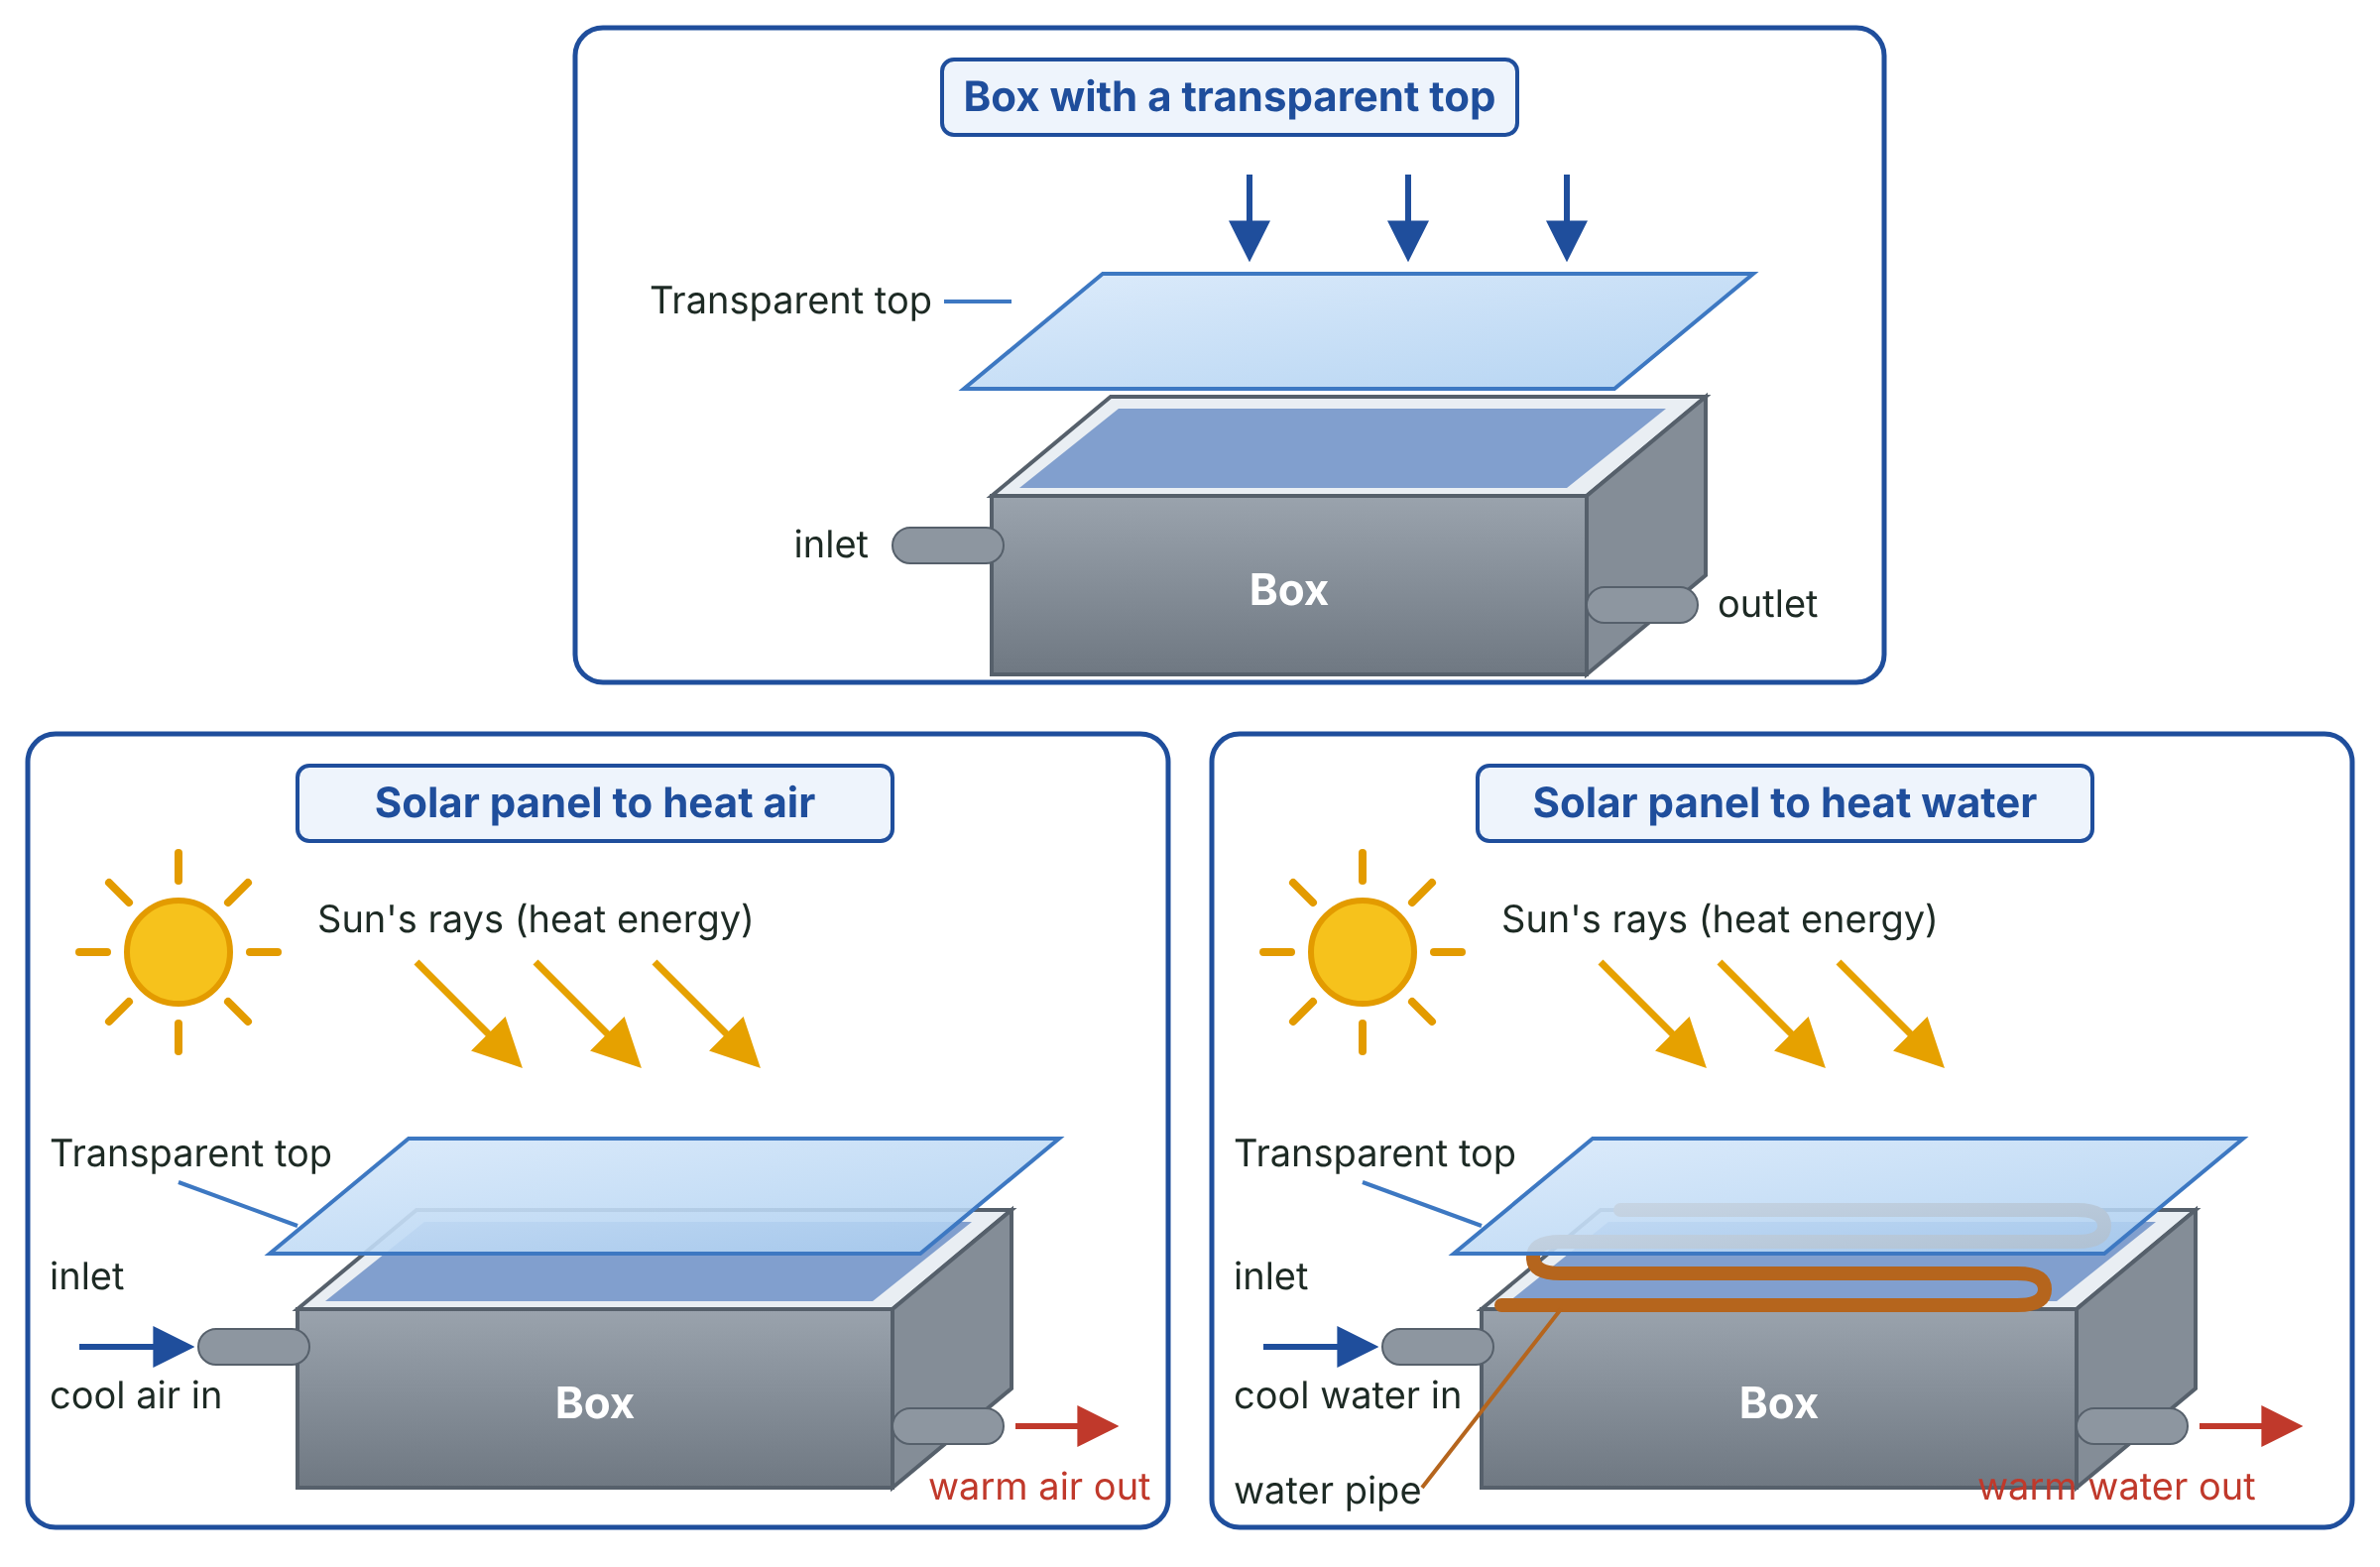 Box with a transparent top
Transparent top
inlet
Box
outlet
Solar panel to heat air
Sun's rays (heat energy)
Transparent top
inlet
cool air in
Box
warm air out
Solar panel to heat water
Sun's rays (heat energy)
Transparent top
inlet
cool water in
Box
water pipe
warm water out